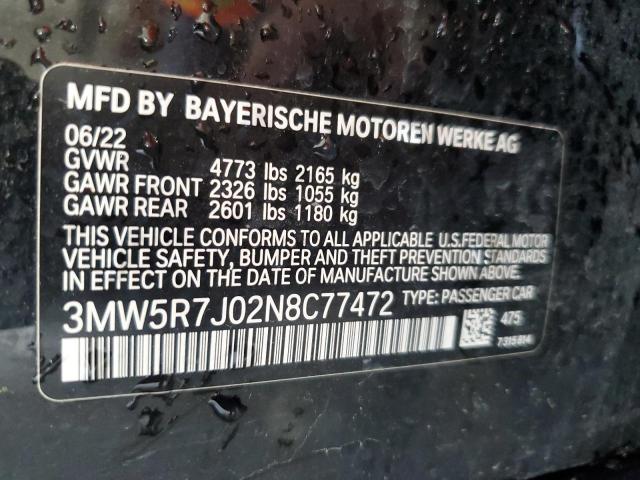 MFD BY BAYERISCHE MOTOREN WERKE AG
06/22
GVWR 4773 lbs 2165 kg
GAWR FRONT 2326 lbs 1055 kg
GAWR REAR 2601 lbs 1180 kg
THIS VEHICLE CONFORMS TO ALL APPLICABLE U.S.FEDERAL MOTOR
VEHICLE SAFETY, BUMPER AND THEFT PREVENTION STANDARDS
IN EFFECT ON THE DATE OF MANUFACTURE SHOWN ABOVE.
3MW5R7J02N8C77472 TYPE: PASSENGER CAR
475